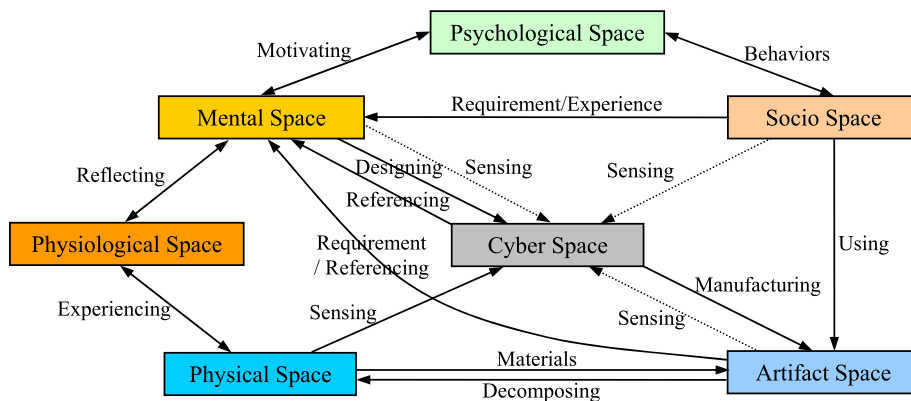 Psychological Space
Motivating
Behaviors
Mental Space
Requirement/Experience
Socio Space
Reflecting
Designing
Sensing
Sensing
Referencing
Physiological Space
Requirement
/ Referencing
Cyber Space
Using
Experiencing
Sensing
Manufacturing
Sensing
Physical Space
Materials
Decomposing
Artifact Space